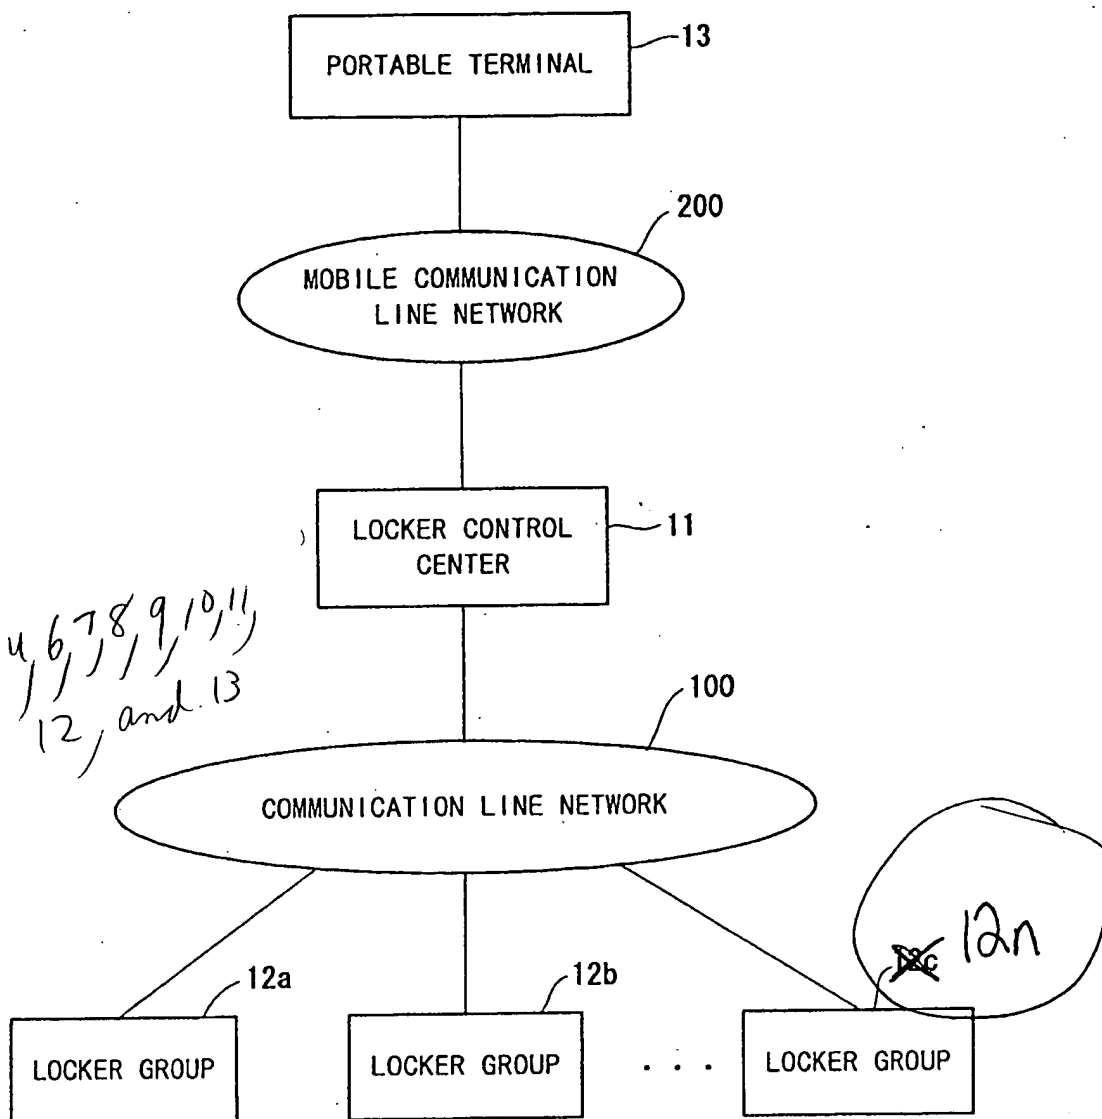 13
PORTABLE TERMINAL
200
MOBILE COMMUNICATION
LINE NETWORK
11
LOCKER CONTROL
CENTER
4, 6, 7, 8, 9, 10, 11,
12, and 13
100
COMMUNICATION LINE NETWORK
12c 12n
12a
12b
LOCKER GROUP
LOCKER GROUP
. . .
LOCKER GROUP